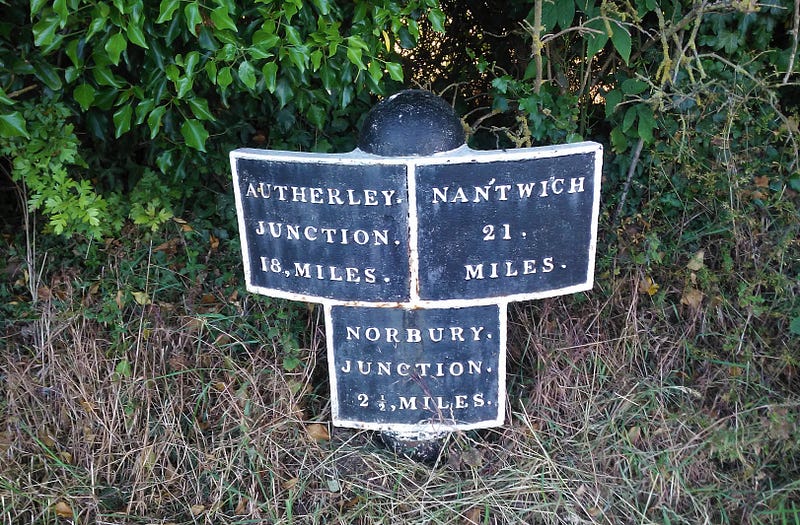 AUTHERLEY.
JUNCTION.
18, MILES.
NANTWICH
21.
MILES.
NORBURY.
JUNCTION.
2½, MILES.